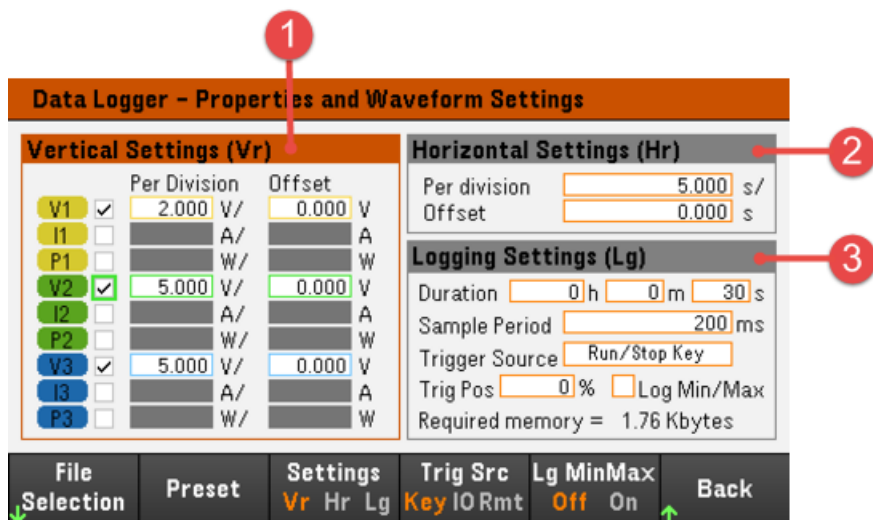 1
Data Logger - Properties and Waveform Settings
Vertical Settings (Vr)
Per Division Offset
V1 2.000 V/ 0.000 V
I1 A/ A
P1 W/ W
V2 5.000 V/ 0.000 V
I2 A/ A
P2 W/ W
V3 5.000 V/ 0.000 V
I3 A/ A
P3 W/ W
Horizontal Settings (Hr)
2
Per division 5.000 s/
Offset 0.000 s
Logging Settings (Lg)
3
Duration 0 h 0 m 30 s
Sample Period 200 ms
Trigger Source Run/Stop Key
Trig Pos 0 % Log Min/Max
Required memory = 1.76 Kbytes
File Selection
Preset
Settings
Vr Hr Lg
Trig Src
Key IO Rmt
Lg MinMax
Off On
Back